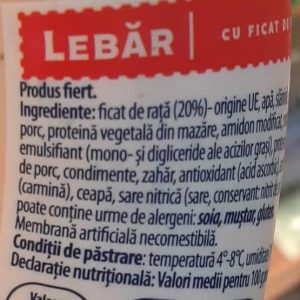 LEBĂR
CU FICAT DE
Produs fiert.
Ingrediente: ficat de rață (20%)- origine UE, apă,
porc, proteină vegetală din mazăre, amidon modificat,
emulsifiant (mono- și digliceride ale acizilor grași),
de porc, condimente, zahăr, antioxidant (acid ascorbic),
(carmină), ceapă, sare nitrică (sare, conservant: nitrit de
poate conține urme de alergeni: soia, muștar, gluten,
Membrană artificială necomestibilă.
Condiții de păstrare: temperatură 4°-8°C, umiditate
Declarație nutrițională: Valori medii pentru 100 g